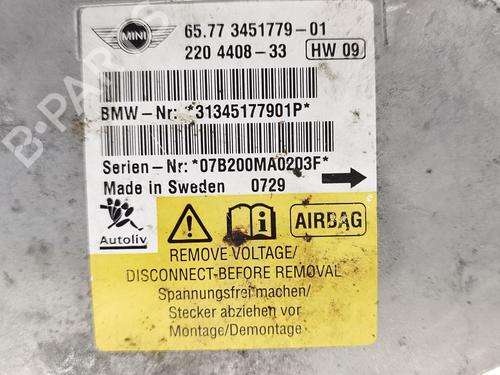 MINI
65.77 3451779-01
220 4408-33 HW 09
BMW-Nr: *31345177901P*
Serien-Nr: *07B200MA0203F*
Made in Sweden 0729
Autoliv
AIRBAG
REMOVE VOLTAGE/
DISCONNECT-BEFORE REMOVAL
Spannungsfrei machen/
Stecker abziehen vor
Montage/Demontage
B-PARTS